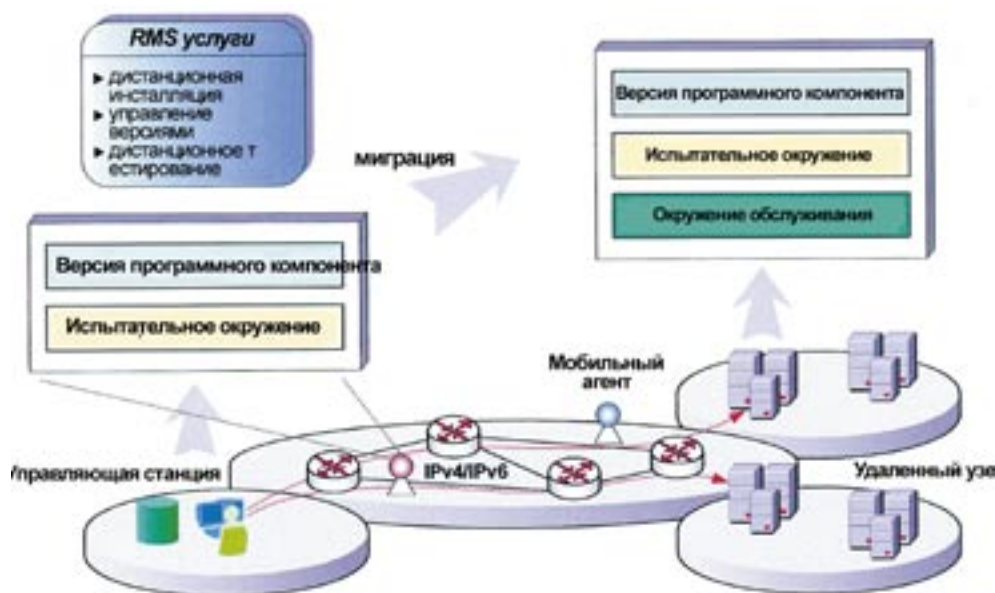 RMS услуги
► дистанционная
инсталляция
► управление
версиями
► дистанционное т
естирование
миграция
Версия программного компонента
Испытательное окружение
Окружение обслуживания
Версия программного компонента
Испытательное окружение
Мобильный
агент
IPv4/IPv6
Управляющая станция
Удаленный узе